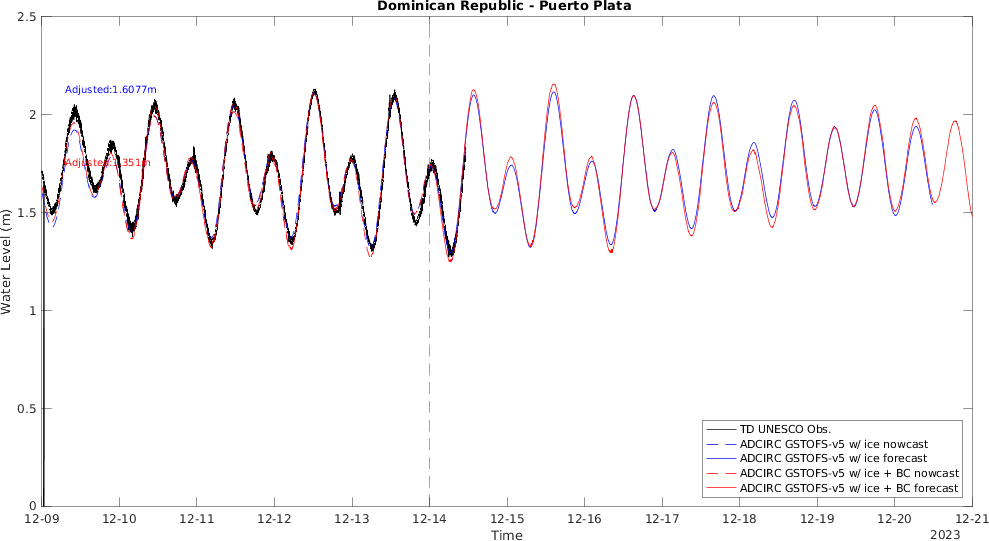 Dominican Republic - Puerto Plata
2.5
2
1.5
1
0.5
0
Water Level (m)
Adjusted:1.6077m
Adjusted:1.351m
TD UNESCO Obs.
ADCIRC GSTOFS-v5 w/ ice nowcast
ADCIRC GSTOFS-v5 w/ ice forecast
ADCIRC GSTOFS-v5 w/ ice + BC nowcast
ADCIRC GSTOFS-v5 w/ ice + BC forecast
12-09 12-10 12-11 12-12 12-13 12-14 12-15 12-16 12-17 12-18 12-19 12-20 12-21
Time
2023